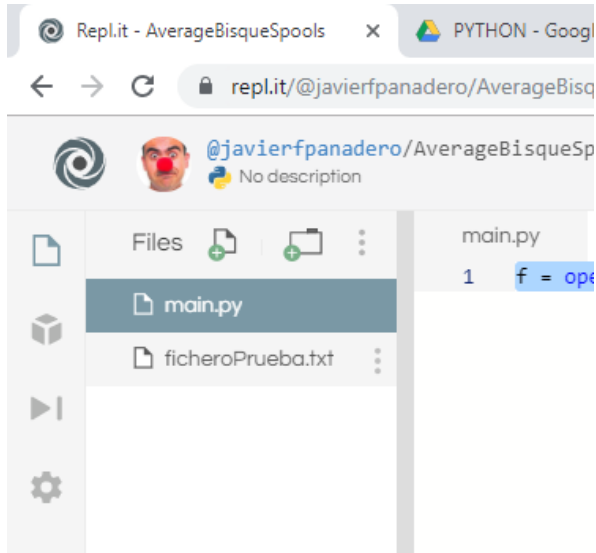 Repl.it - AverageBisqueSpools × PYTHON - Googl
repl.it/@javierfpanadero/AverageBisq
@javierfpanadero/AverageBisqueSp
No description
Files
main.py
1 f = ope
main.py
ficheroPrueba.txt